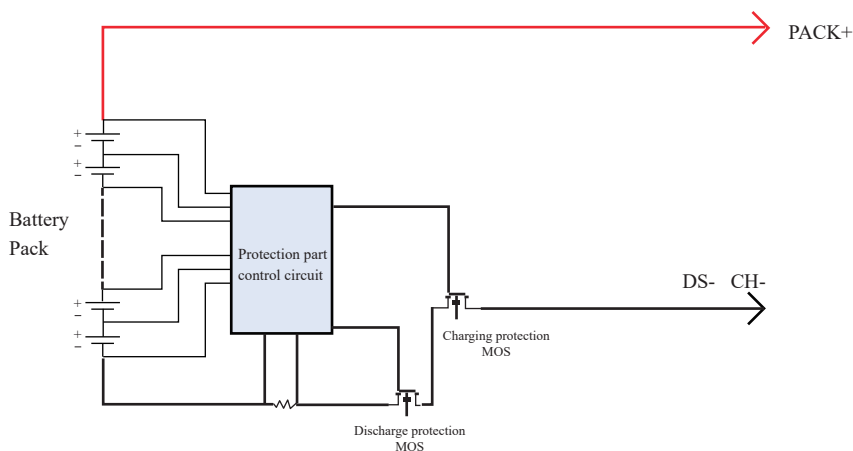 PACK+
+
−
+
−
Battery
Pack
Protection part
control circuit
DS- CH-
+
−
+
−
Charging protection
MOS
Discharge protection
MOS